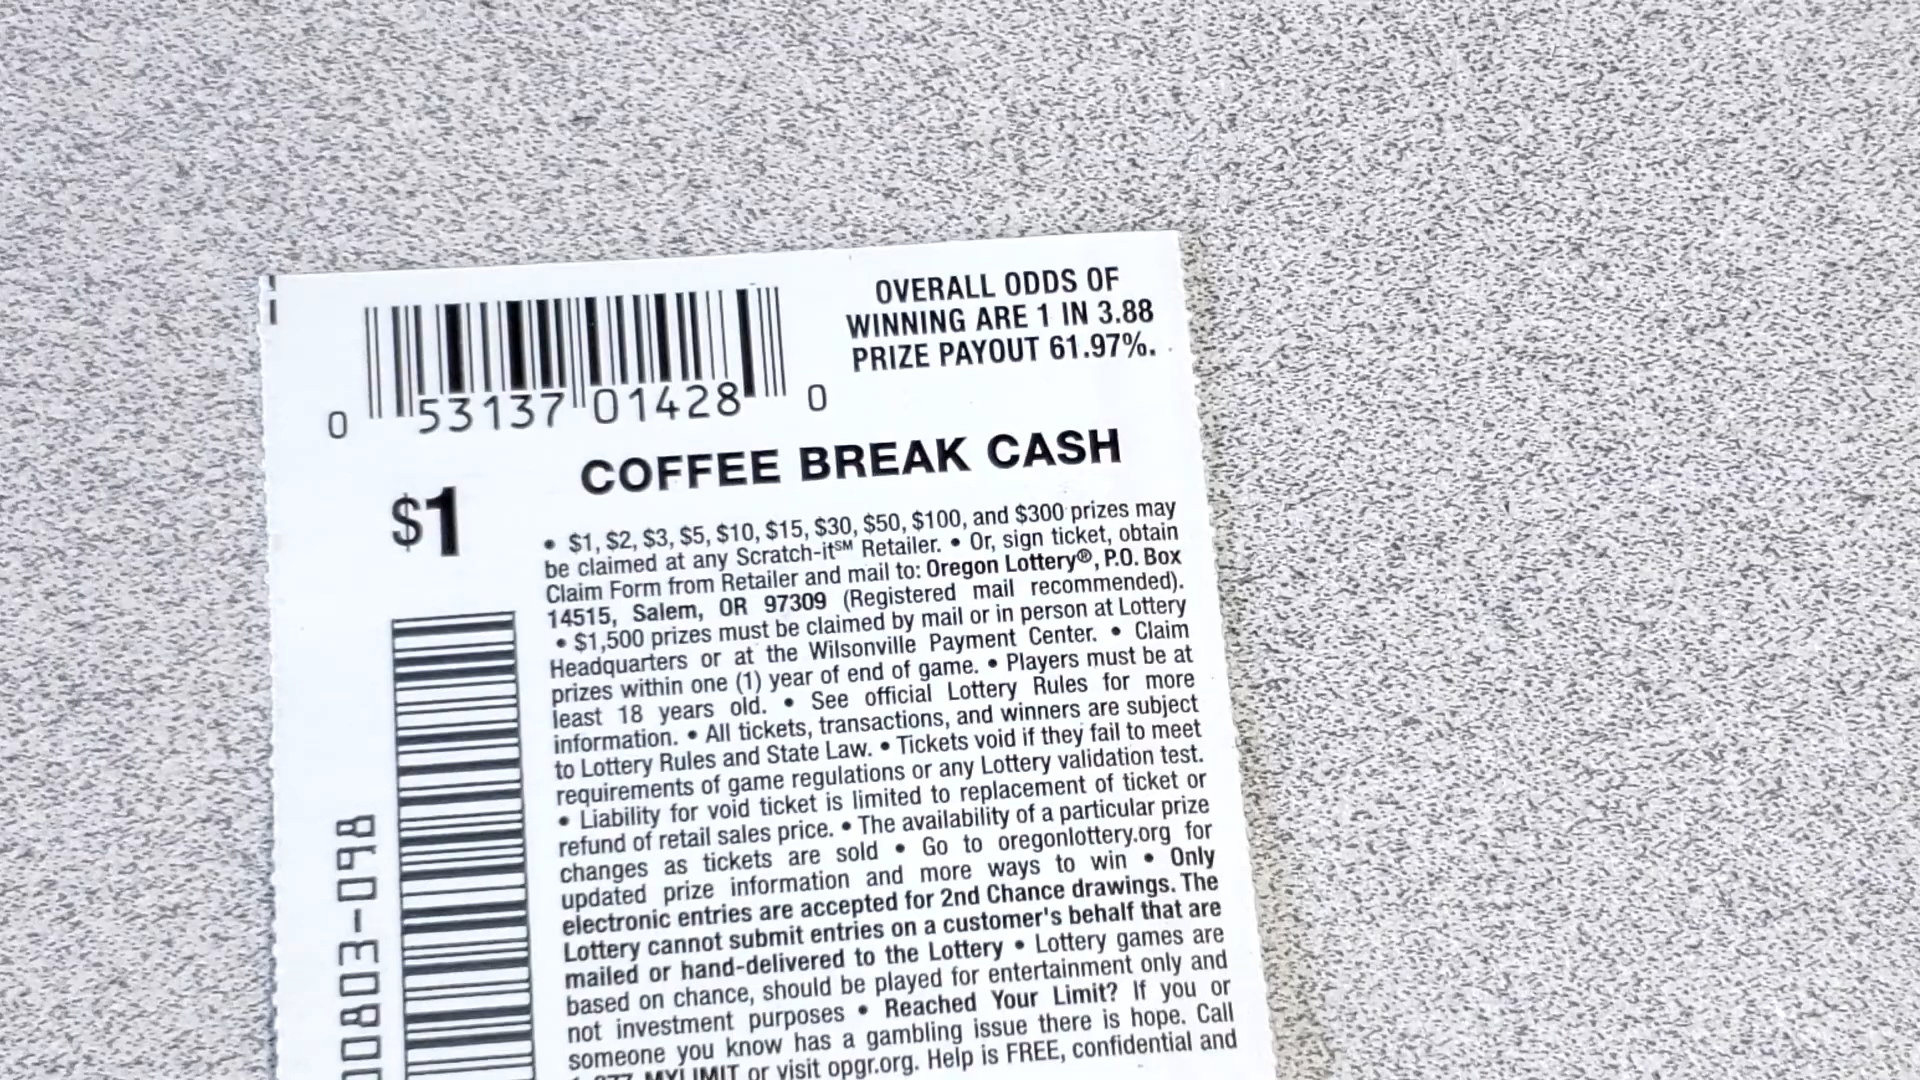 OVERALL ODDS OF
WINNING ARE 1 IN 3.88
PRIZE PAYOUT 61.97%.
0 53137 01428 0
COFFEE BREAK CASH
$1
• $1, $2, $3, $5, $10, $15, $30, $50, $100, and $300 prizes may
be claimed at any Scratch-it℠ Retailer. • Or, sign ticket, obtain
Claim Form from Retailer and mail to: Oregon Lottery®, P.O. Box
14515, Salem, OR 97309 (Registered mail recommended).
• $1,500 prizes must be claimed by mail or in person at Lottery
Headquarters or at the Wilsonville Payment Center. • Claim
prizes within one (1) year of end of game. • Players must be at
least 18 years old. • See official Lottery Rules for more
information. • All tickets, transactions, and winners are subject
to Lottery Rules and State Law. • Tickets void if they fail to meet
requirements of game regulations or any Lottery validation test.
• Liability for void ticket is limited to replacement of ticket or
refund of retail sales price. • The availability of a particular prize
changes as tickets are sold • Go to oregonlottery.org for
updated prize information and more ways to win • Only
electronic entries are accepted for 2nd Chance drawings. The
Lottery cannot submit entries on a customer's behalf that are
mailed or hand-delivered to the Lottery • Lottery games are
based on chance, should be played for entertainment only and
not investment purposes • Reached Your Limit? If you or
someone you know has a gambling issue there is hope. Call
MYLIMIT or visit opgr.org. Help is FREE, confidential and
00803-098